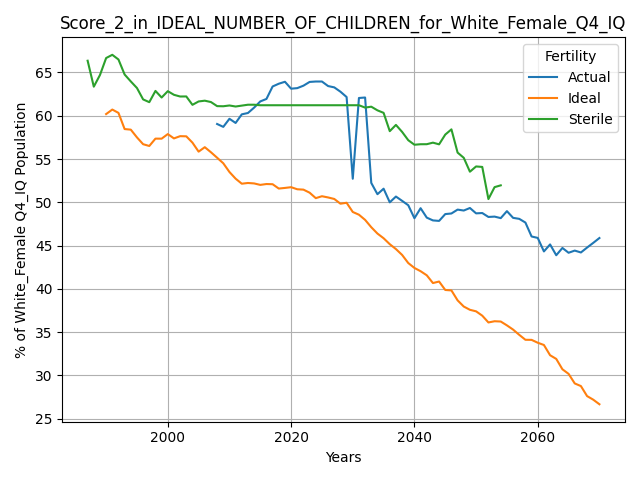 Score_2_in_IDEAL_NUMBER_OF_CHILDREN_for_White_Female_Q4_IQ
Fertility
Actual
Ideal
Sterile
65
60
55
50
45
40
35
30
25
% of White_Female Q4_IQ Population
2000
2020
2040
2060
Years